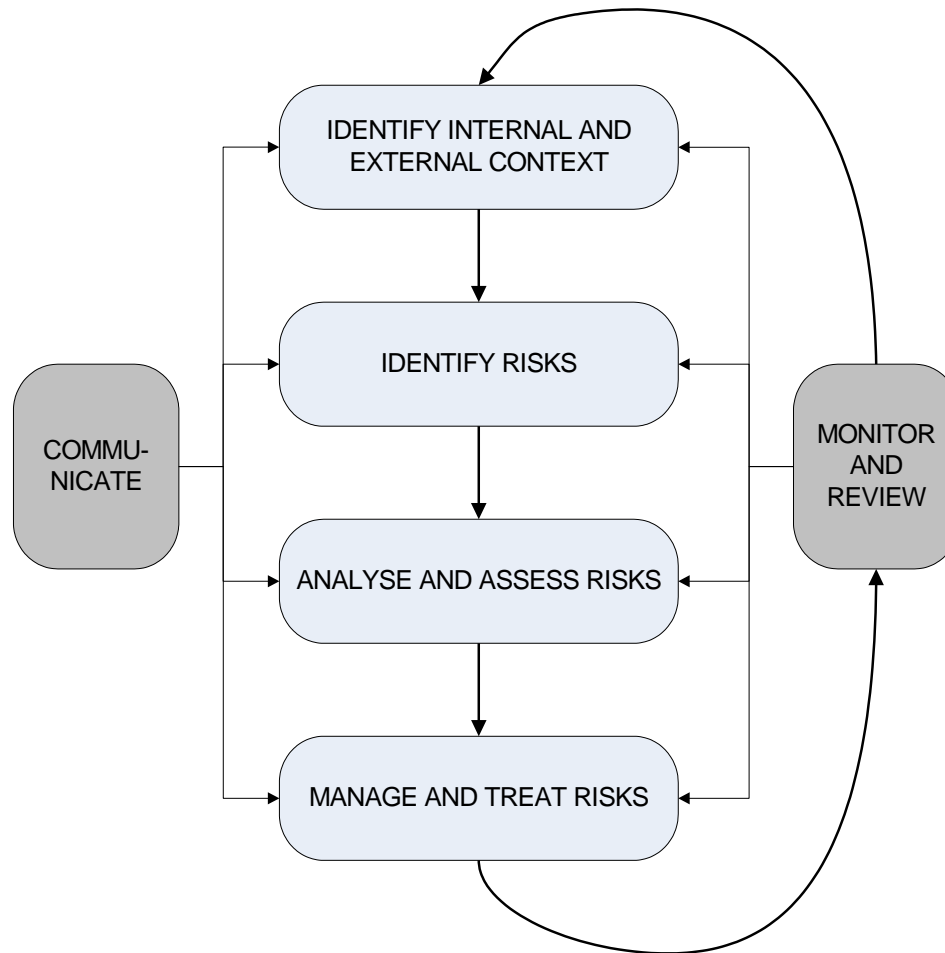 IDENTIFY INTERNAL AND
EXTERNAL CONTEXT
IDENTIFY RISKS
COMMU-
NICATE
MONITOR
AND
REVIEW
ANALYSE AND ASSESS RISKS
MANAGE AND TREAT RISKS